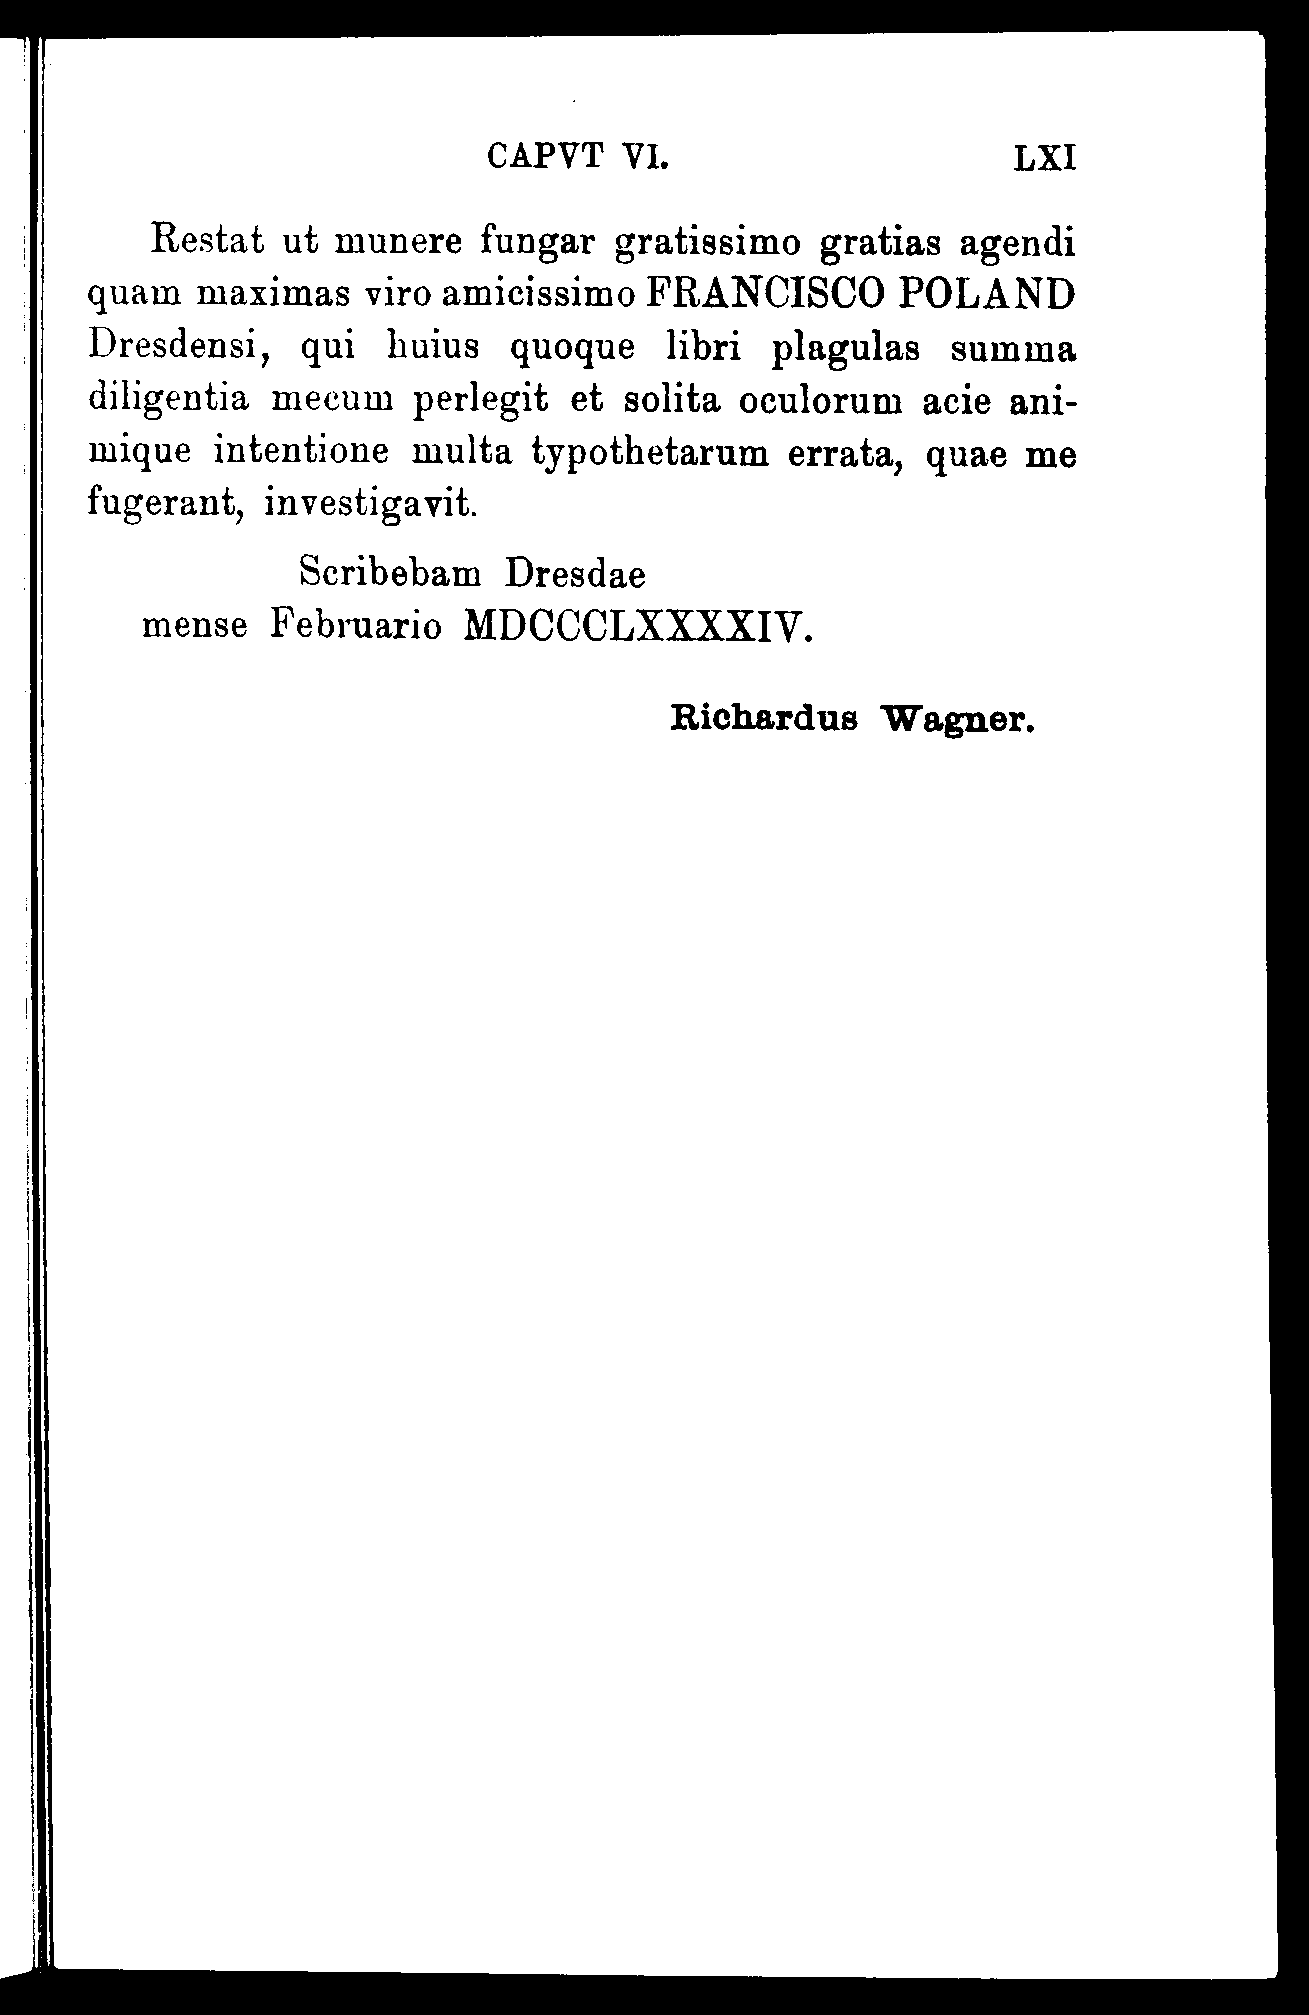 CAPVT VI. LXI
Restat ut munere fungar gratissimo gratias agendi
quam maximas viro amicissimo FRANCISCO POLAND
Dresdensi, qui huius quoque libri plagulas summa
diligentia mecum perlegit et solita oculorum acie ani-
mique intentione multa typothetarum errata, quae me
fugerant, investigavit.
Scribebam Dresdae
mense Februario MDCCCLXXXXIV.
Richardus Wagner.